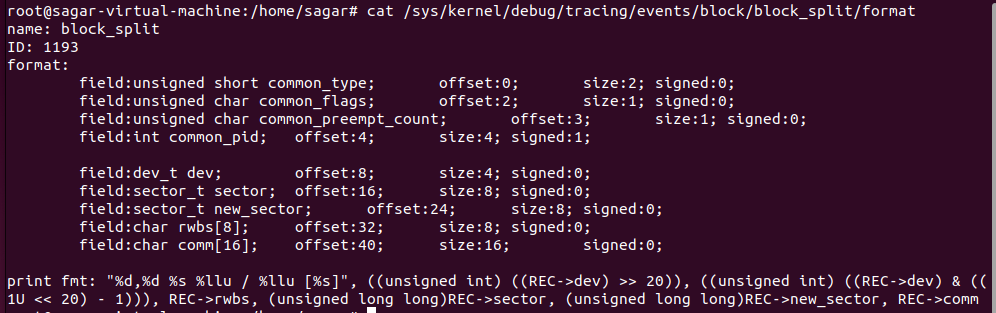 root@sagar-virtual-machine:/home/sagar# cat /sys/kernel/debug/tracing/events/block/block_split/format
name: block_split
ID: 1193
format:
field:unsigned short common_type; offset:0; size:2; signed:0;
field:unsigned char common_flags; offset:2; size:1; signed:0;
field:unsigned char common_preempt_count; offset:3; size:1; signed:0;
field:int common_pid; offset:4; size:4; signed:1;
field:dev_t dev; offset:8; size:4; signed:0;
field:sector_t sector; offset:16; size:8; signed:0;
field:sector_t new_sector; offset:24; size:8; signed:0;
field:char rwbs[8]; offset:32; size:8; signed:0;
field:char comm[16]; offset:40; size:16; signed:0;
print fmt: "%d,%d %s %llu / %llu [%s]", ((unsigned int) ((REC->dev) >> 20)), ((unsigned int) ((REC->dev) & ((
1U << 20) - 1))), REC->rwbs, (unsigned long long)REC->sector, (unsigned long long)REC->new_sector, REC->comm